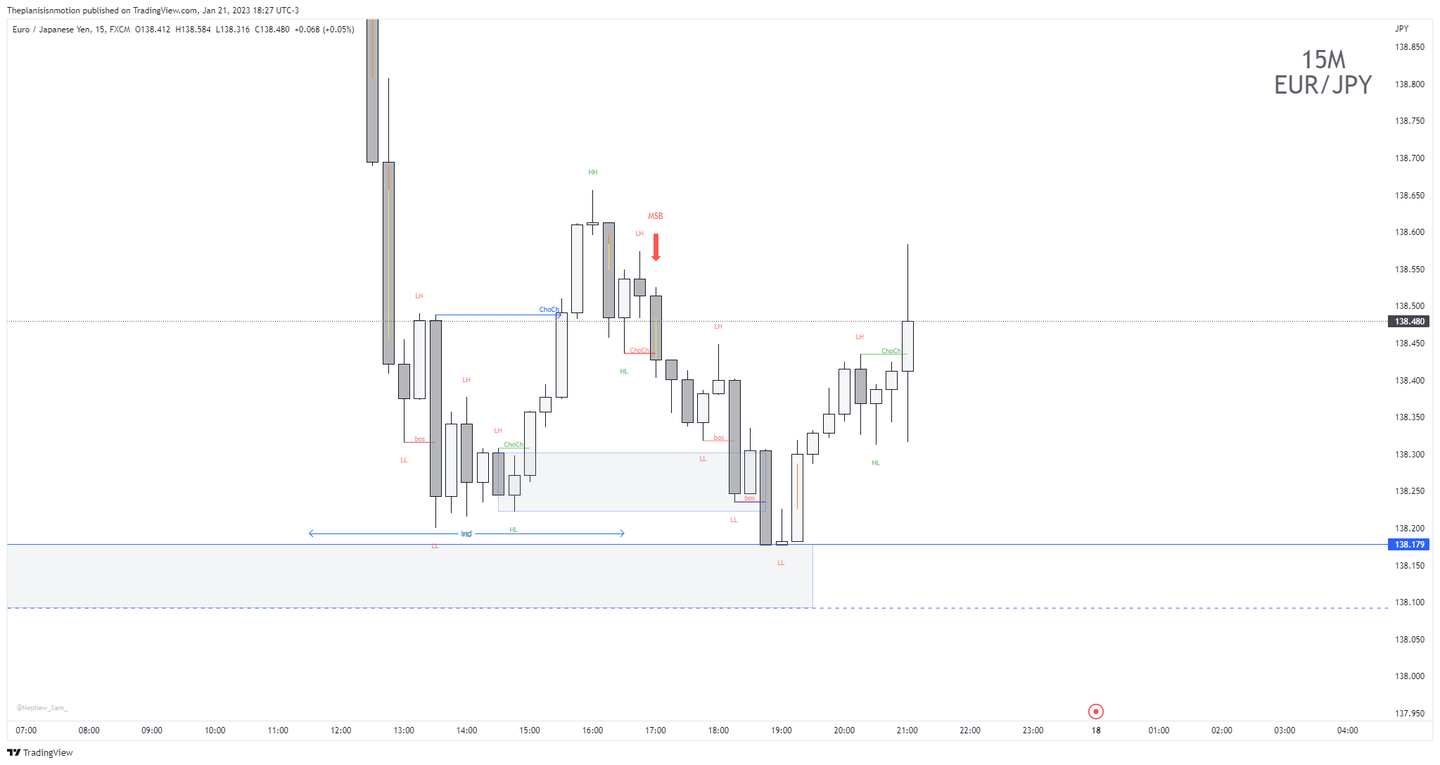 Theplanisinmotion published on TradingView.com, Jan 21, 2023 18:27 UTC-3
Euro / Japanese Yen, 15, FXCM O138.412 H138.584 L138.316 C138.480 +0.068 (+0.05%)
JPY
15M
EUR/JPY
138.850
138.800
138.750
138.700
138.650
138.600
138.550
138.500
138.480
138.450
138.400
138.350
138.300
138.250
138.200
138.179
138.150
138.100
138.050
138.000
137.950
HH
MSB
LH
LH
ChoCh
ChoCh
LH
LH
ChoCh
HL
LH
LH
ChoCh
bos
bos
LL
LL
HL
bos
LL
HL
Ind
LL
LL
@Nephew_Sam_
07:00 08:00 09:00 10:00 11:00 12:00 13:00 14:00 15:00 16:00 17:00 18:00 19:00 20:00 21:00 22:00 23:00 18 01:00 02:00 03:00 04:00
TradingView